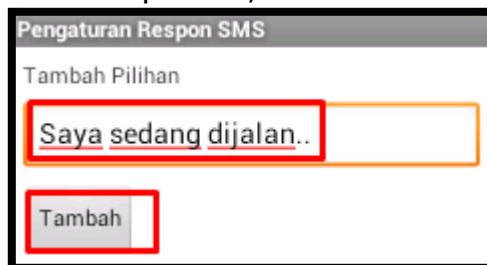 Pengaturan Respon SMS
Tambah Pilihan
Saya sedang dijalan..
Tambah